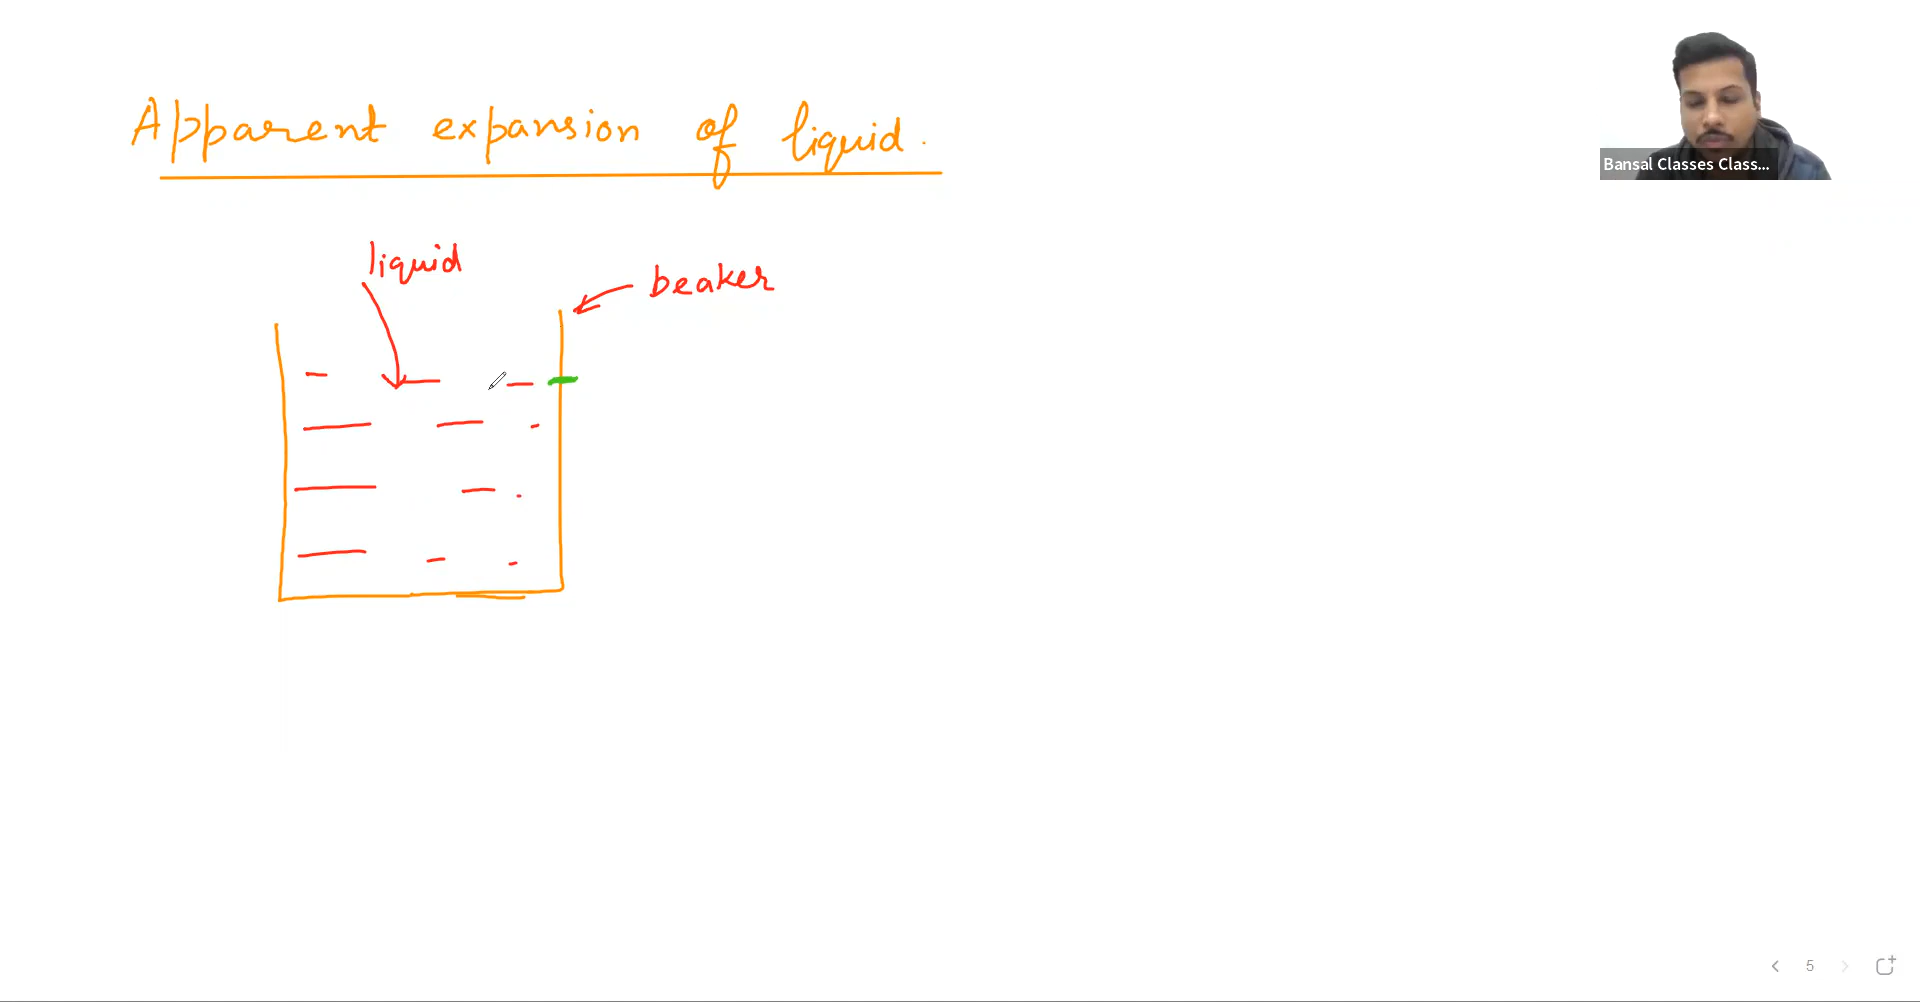 Apparent expansion of liquid.
liquid
beaker
Bansal Classes Class...
5